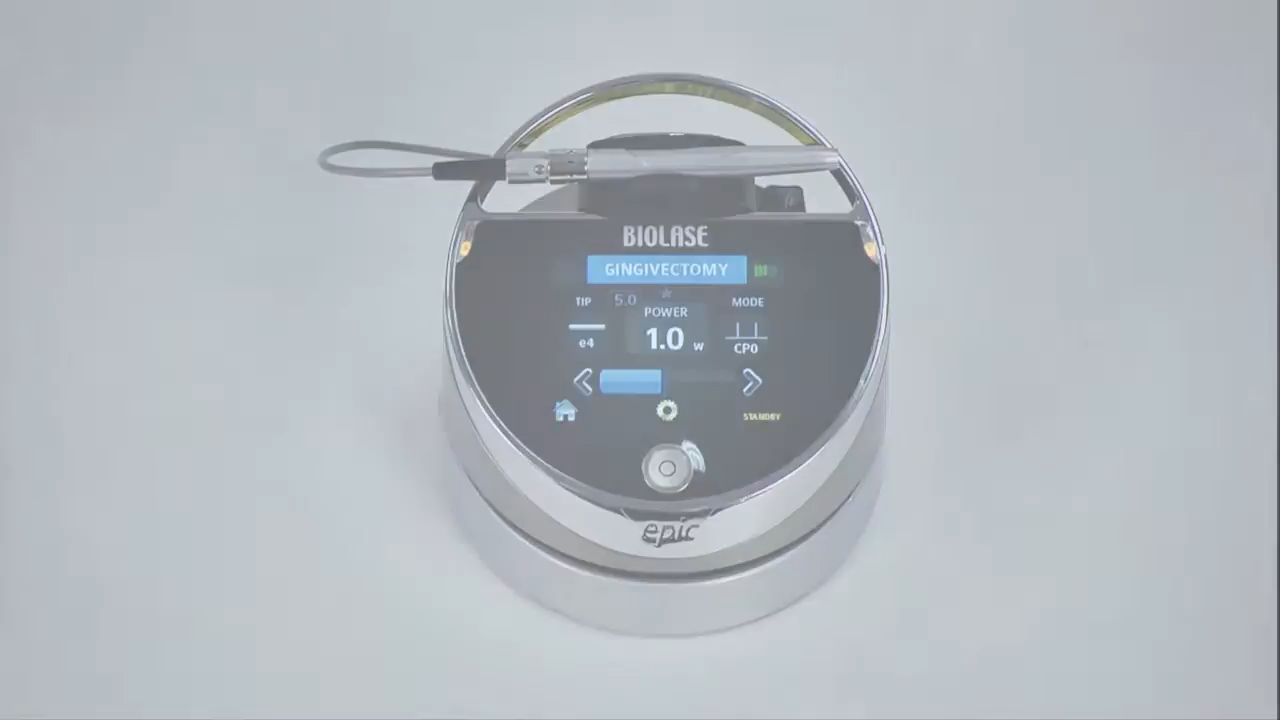 BIOLASE
GINGIVECTOMY
TIP 5.0 MODE
POWER
e4 1.0 w CP0
STANDBY
epic